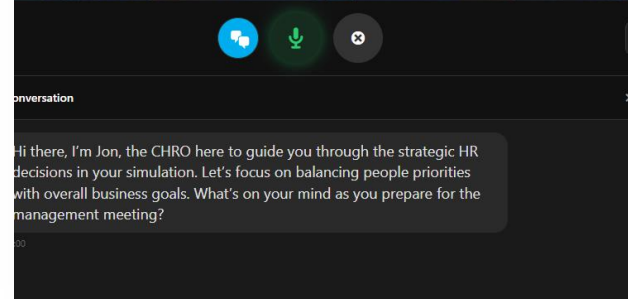 onversation
Hi there, I'm Jon, the CHRO here to guide you through the strategic HR
decisions in your simulation. Let's focus on balancing people priorities
with overall business goals. What's on your mind as you prepare for the
management meeting?
:00